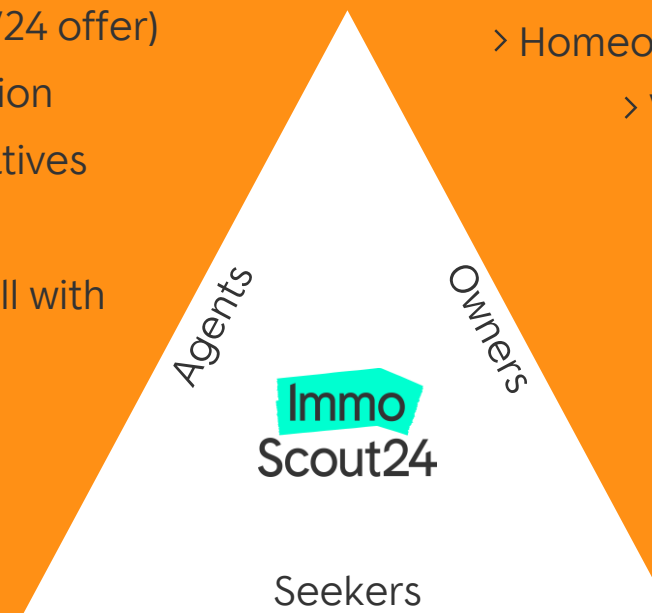 /24 offer)
ion
tives
ll with
> Homeo
>
Agents
Owners
Immo
Scout24
Seekers